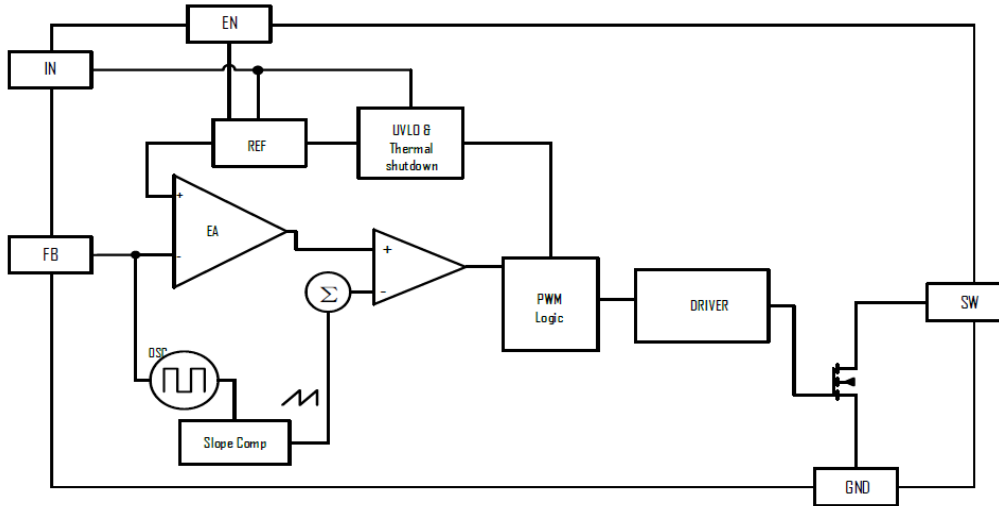 EN
IN
REF
UVLO &
Thermal
shutdown
+
EA
-
FB
+
-
Σ
PWM
Logic
DRIVER
SW
OSC
Slope Comp
GND